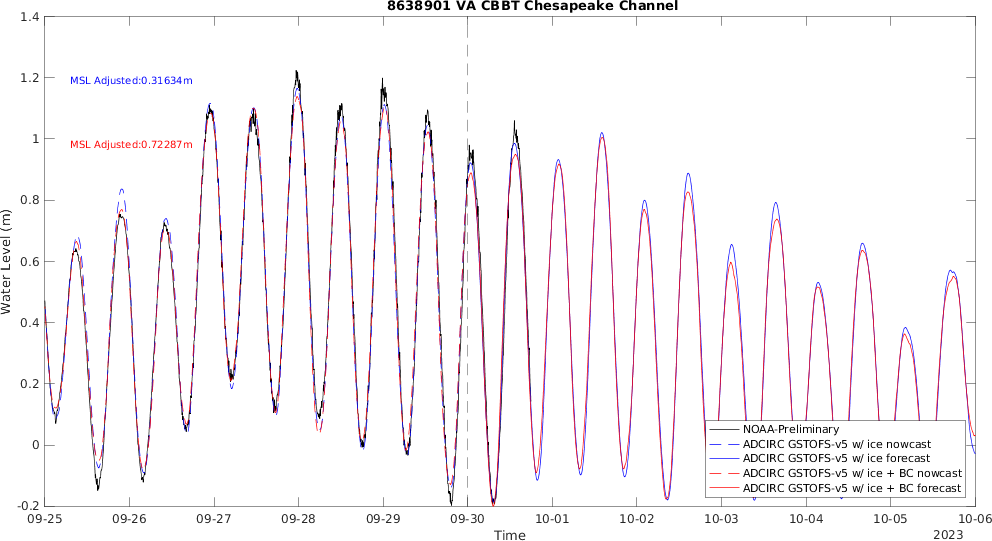 8638901 VA CBBT Chesapeake Channel
1.4
1.2
1
0.8
0.6
0.4
0.2
0
-0.2
Water Level (m)
MSL Adjusted:0.31634m
MSL Adjusted:0.72287m
NOAA-Preliminary
ADCIRC GSTOFS-v5 w/ ice nowcast
ADCIRC GSTOFS-v5 w/ ice forecast
ADCIRC GSTOFS-v5 w/ ice + BC nowcast
ADCIRC GSTOFS-v5 w/ ice + BC forecast
09-25 09-26 09-27 09-28 09-29 09-30 10-01 10-02 10-03 10-04 10-05 10-06
Time
2023